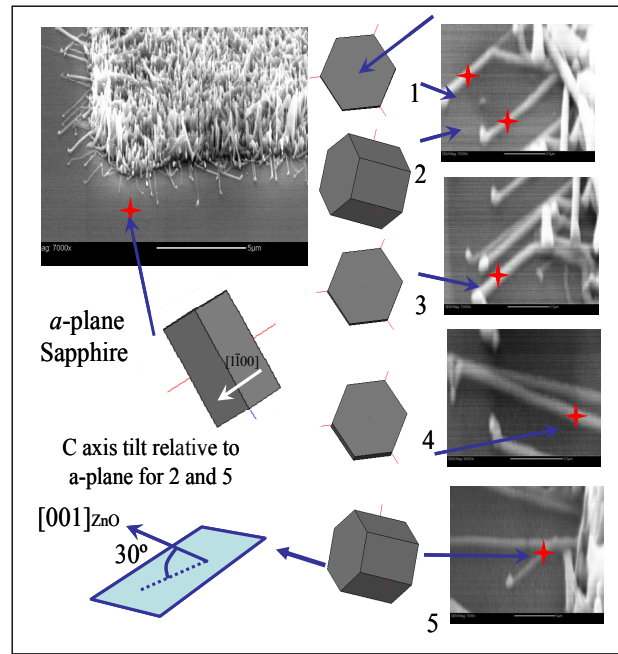 ag: 7000x
5µm
1
2
3
4
5
a-plane
Sapphire
[11̄00]
C axis tilt relative to
a-plane for 2 and 5
[001]ZnO
30º